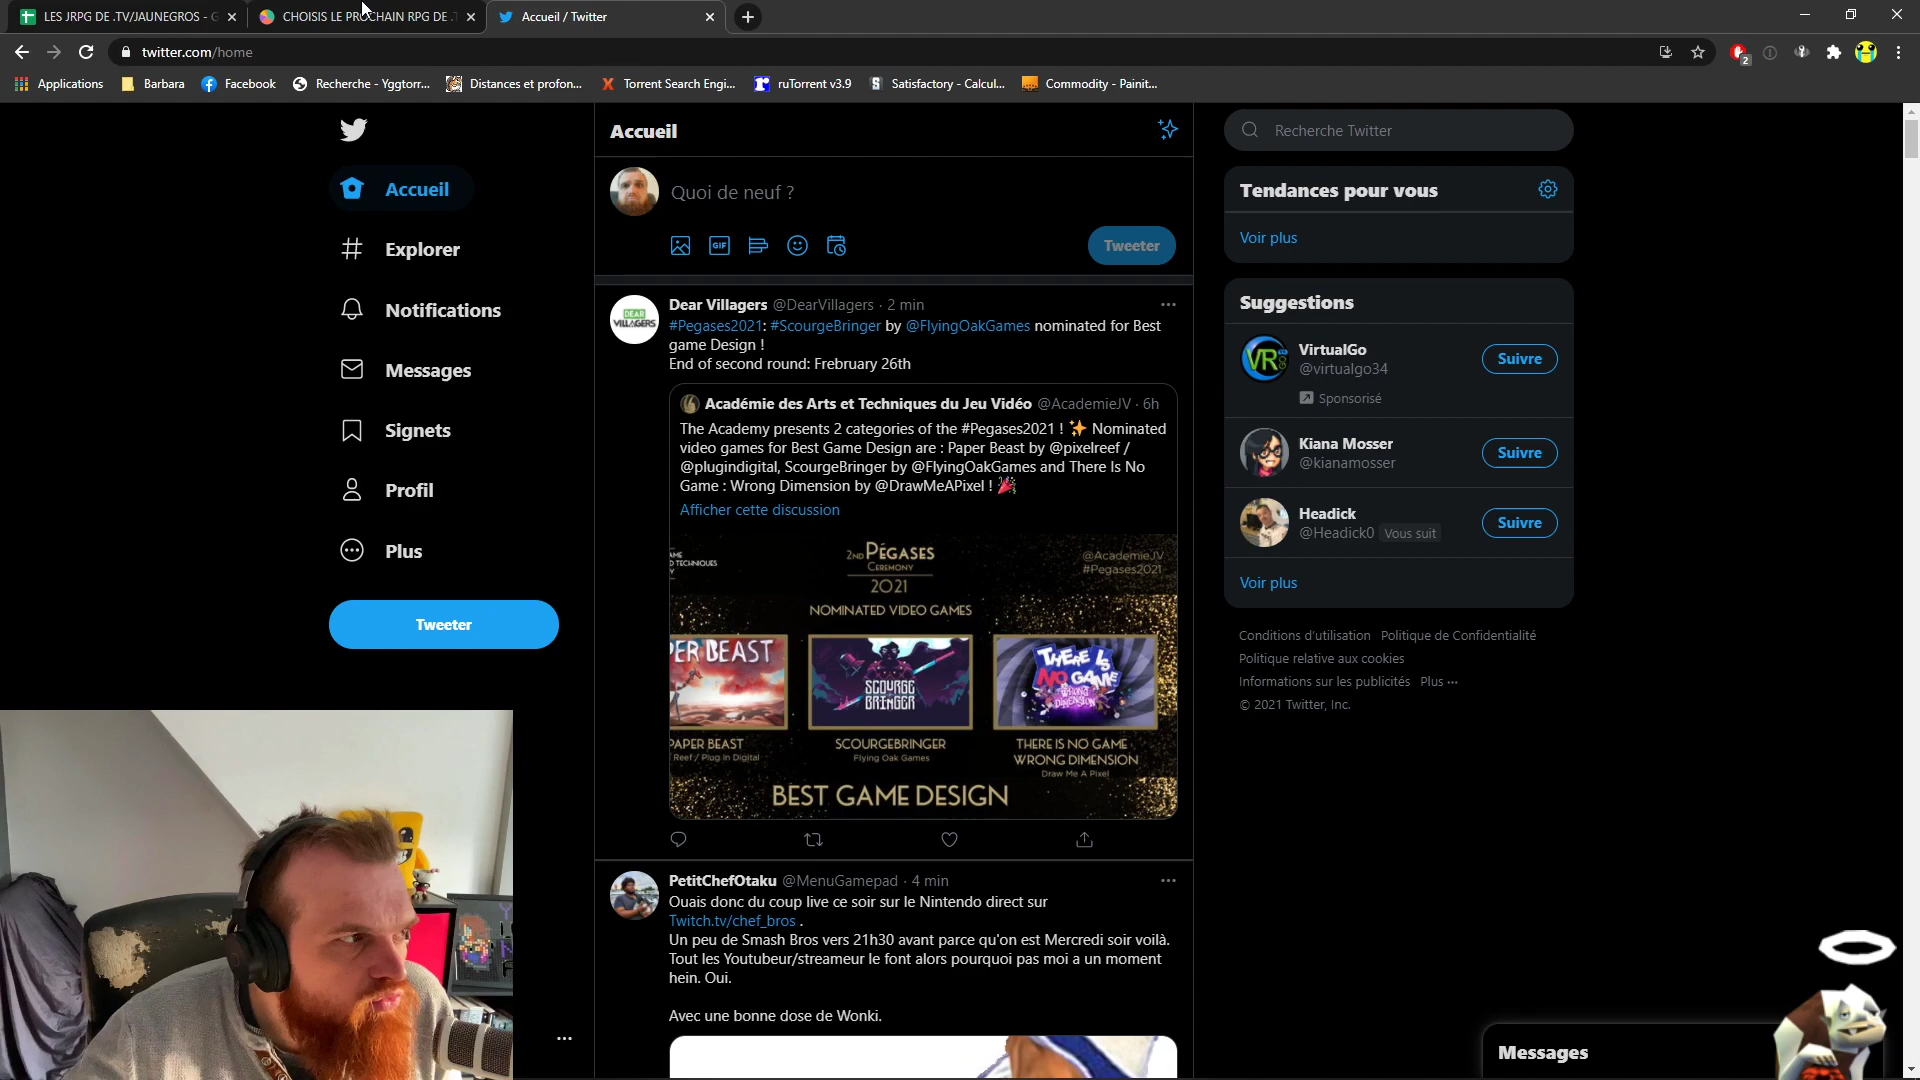 LES JRPG DE .TV/JAUNEGROS - G
CHOISIS LE PROCHAIN RPG DE .T
Accueil / Twitter
twitter.com/home
2
Applications
Barbara
Facebook
Recherche - Yggtorr...
Distances et profon...
Torrent Search Engi...
ruTorrent v3.9
Satisfactory - Calcul...
Commodity - Painit...
Accueil
Explorer
Notifications
Messages
Signets
Profil
Plus
Tweeter
Accueil
Quoi de neuf ?
GIF
Tweeter
Dear Villagers @DearVillagers · 2 min
DEAR
VILLAGERS
#Pegases2021: #ScourgeBringer by @FlyingOakGames nominated for Best
game Design !
End of second round: Frebruary 26th
Académie des Arts et Techniques du Jeu Vidéo @AcademieJV · 6h
The Academy presents 2 categories of the #Pegases2021 ! ✨ Nominated
video games for Best Game Design are : Paper Beast by @pixelreef /
@plugindigital, ScourgeBringer by @FlyingOakGames and There Is No
Game : Wrong Dimension by @DrawMeAPixel ! 🎉
Afficher cette discussion
AME
D TECHNIQUES
Y
2ND PÉGASES
CEREMONY
2021
@AcademieJV
#Pegases2021
NOMINATED VIDEO GAMES
PER BEAST
SCOURGE
BRINGER
THERE IS
NO GAME
WRONG
DIMENSION
PAPER BEAST
Reef / Plug In Digital
SCOURGEBRINGER
Flying Oak Games
THERE IS NO GAME
WRONG DIMENSION
Draw Me A Pixel
BEST GAME DESIGN
PetitChefOtaku @MenuGamepad · 4 min
Ouais donc du coup live ce soir sur le Nintendo direct sur
Twitch.tv/chef_bros .
Un peu de Smash Bros vers 21h30 avant parce qu'on est Mercredi soir voilà.
Tout les Youtubeur/streameur le font alors pourquoi pas moi a un moment
hein. Oui.
Avec une bonne dose de Wonki.
Recherche Twitter
Tendances pour vous
Voir plus
Suggestions
VR
GO
VirtualGo
@virtualgo34
Suivre
Sponsorisé
Kiana Mosser
@kianamosser
Suivre
Headick
@Headick0 Vous suit
Suivre
Voir plus
Conditions d'utilisation Politique de Confidentialité
Politique relative aux cookies
Informations sur les publicités Plus ···
© 2021 Twitter, Inc.
Messages